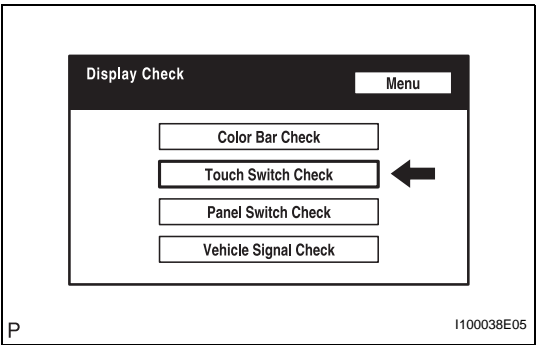 Display Check
Menu
Color Bar Check
Touch Switch Check
Panel Switch Check
Vehicle Signal Check
P
I100038E05